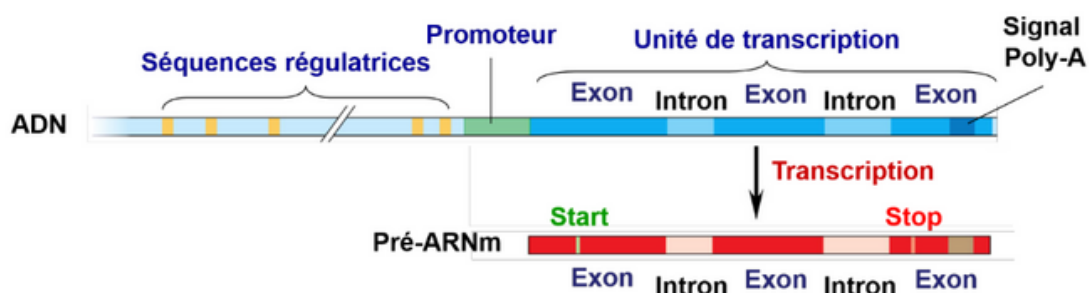 Signal
Poly-A
Promoteur
Unité de transcription
Séquences régulatrices
Exon Intron Exon Intron Exon
ADN
Transcription
Start Stop
Pré-ARNm
Exon Intron Exon Intron Exon